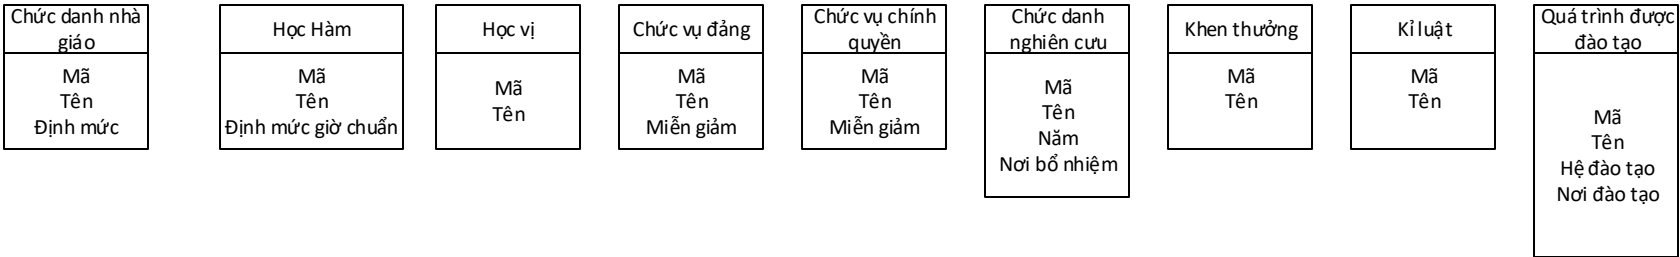 Chức danh nhà
giáo
Mã
Tên
Định mức
Học Hàm
Mã
Tên
Định mức giờ chuẩn
Học vị
Mã
Tên
Chức vụ đảng
Mã
Tên
Miễn giảm
Chức vụ chính
quyền
Mã
Tên
Miễn giảm
Chức danh
nghiên cưu
Mã
Tên
Năm
Nơi bổ nhiệm
Khen thưởng
Mã
Tên
Kỉ luật
Mã
Tên
Quá trình được
đào tạo
Mã
Tên
Hệ đào tạo
Nơi đào tạo